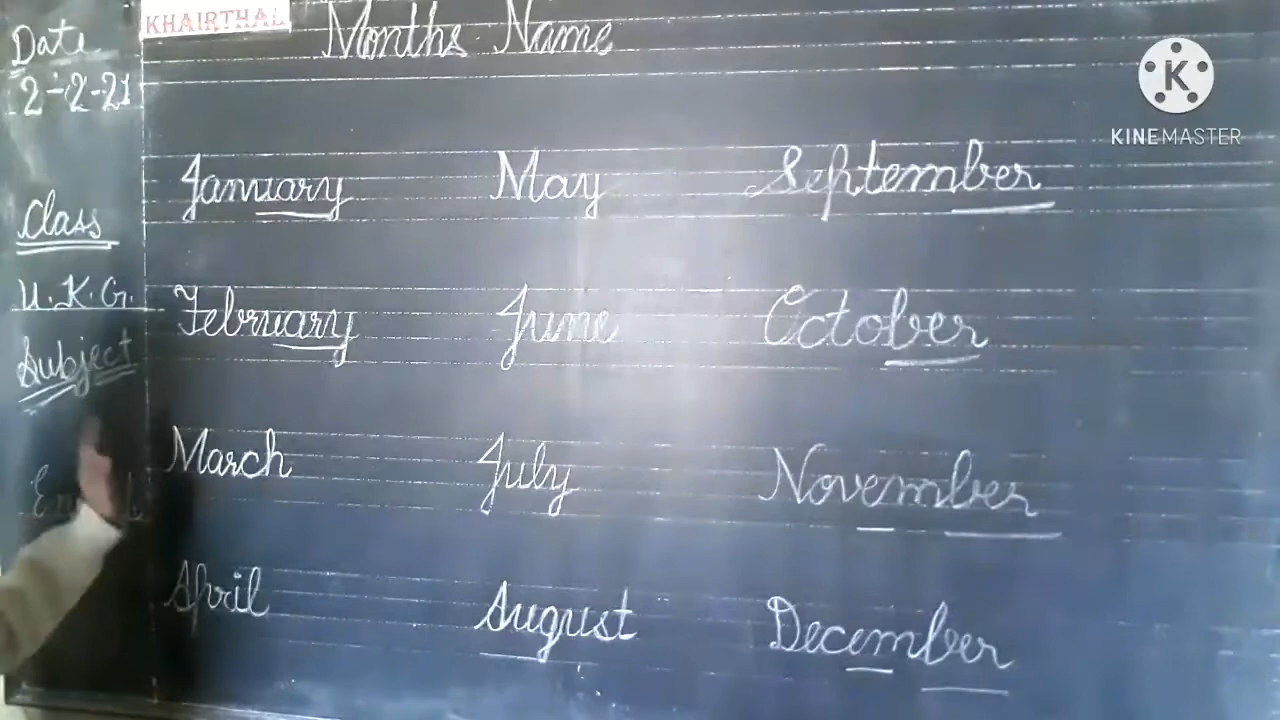 KHAIRTHAL
Months Name
Date
2-2-21
Class
U.K.G.
Subject
January May September
February June October
March July November
April August December
KINEMASTER